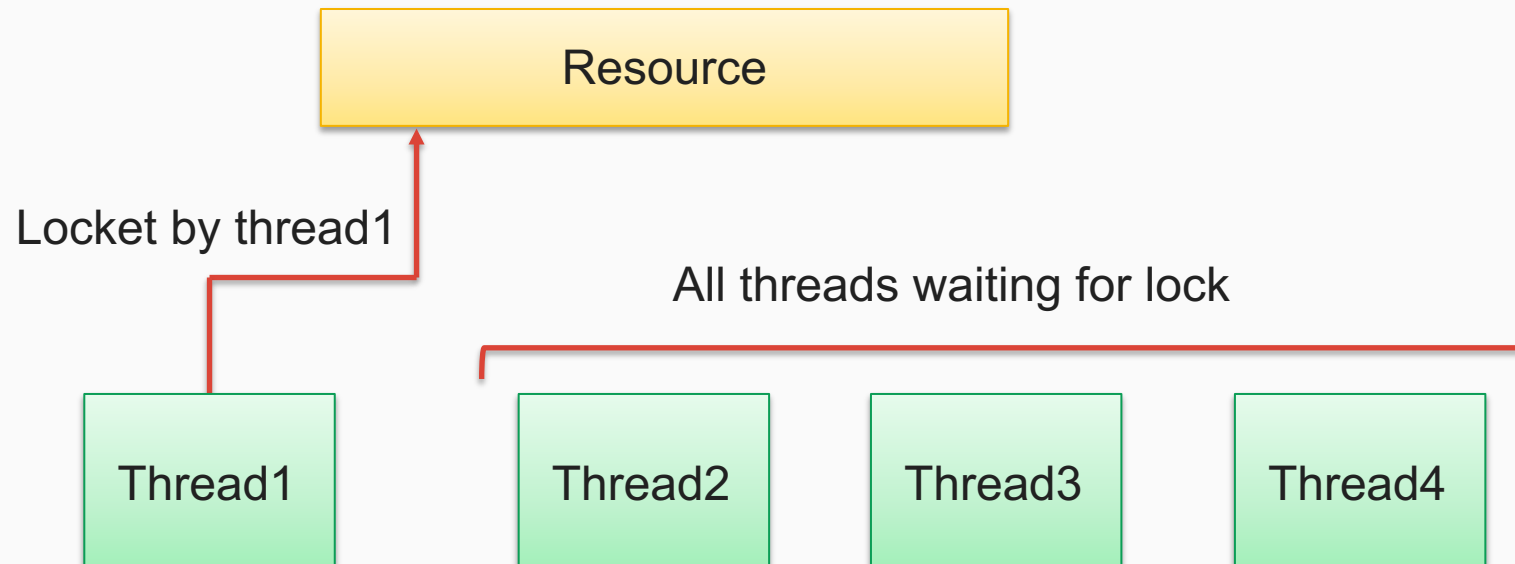 Resource
Locket by thread1
All threads waiting for lock
Thread1
Thread2
Thread3
Thread4